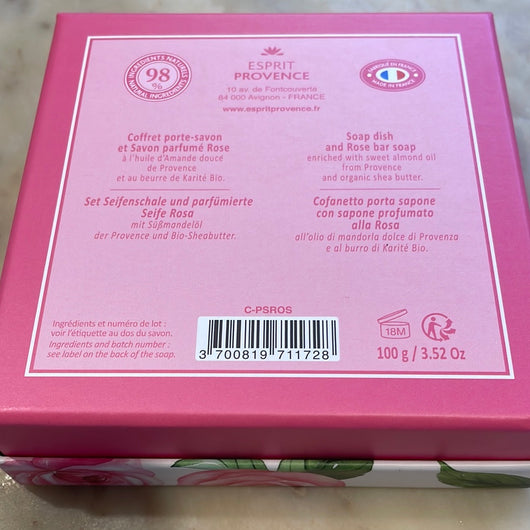 INGRÉDIENTS NATURELS
98
%
NATURAL INGREDIENTS
ESPRIT
PROVENCE
10 av. de Fontcouverte
84 000 Avignon - FRANCE
www.espritprovence.fr
FABRIQUÉ EN FRANCE
MADE IN FRANCE
Coffret porte-savon
et Savon parfumé Rose
à l'huile d'Amande douce
de Provence
et au beurre de Karité Bio.
Soap dish
and Rose bar soap
enriched with sweet almond oil
from Provence
and organic shea butter.
Set Seifenschale und parfümierte
Seife Rosa
mit Süßmandelöl
der Provence und Bio-Sheabutter.
Cofanetto porta sapone
con sapone profumato
alla Rosa
all'olio di mandorla dolce di Provenza
e al burro di Karité Bio.
Ingrédients et numéro de lot :
voir l'étiquette au dos du savon.
Ingredients and batch number :
see label on the back of the soap.
C-PSROS
3 700819 711728
18M
100 g / 3.52 Oz